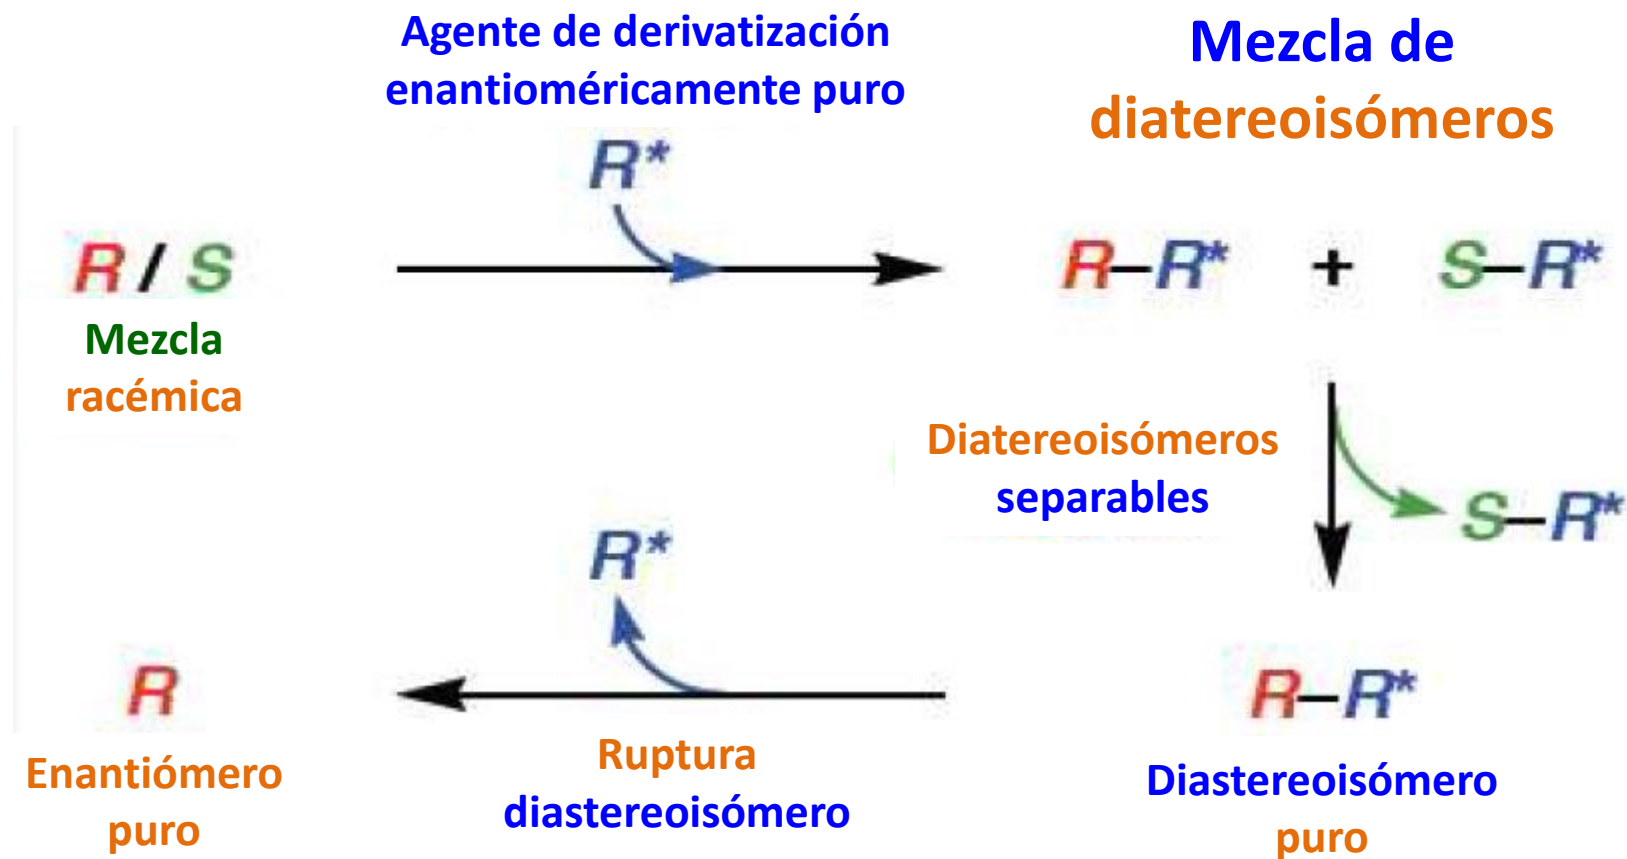 Agente de derivatización
enantioméricamente puro
Mezcla de
diatereoisómeros
R*
R / S
R–R* + S–R*
Mezcla
racémica
Diatereoisómeros
separables
S–R*
R*
R
R–R*
Enantiómero
puro
Ruptura
diastereoisómero
Diastereoisómero
puro